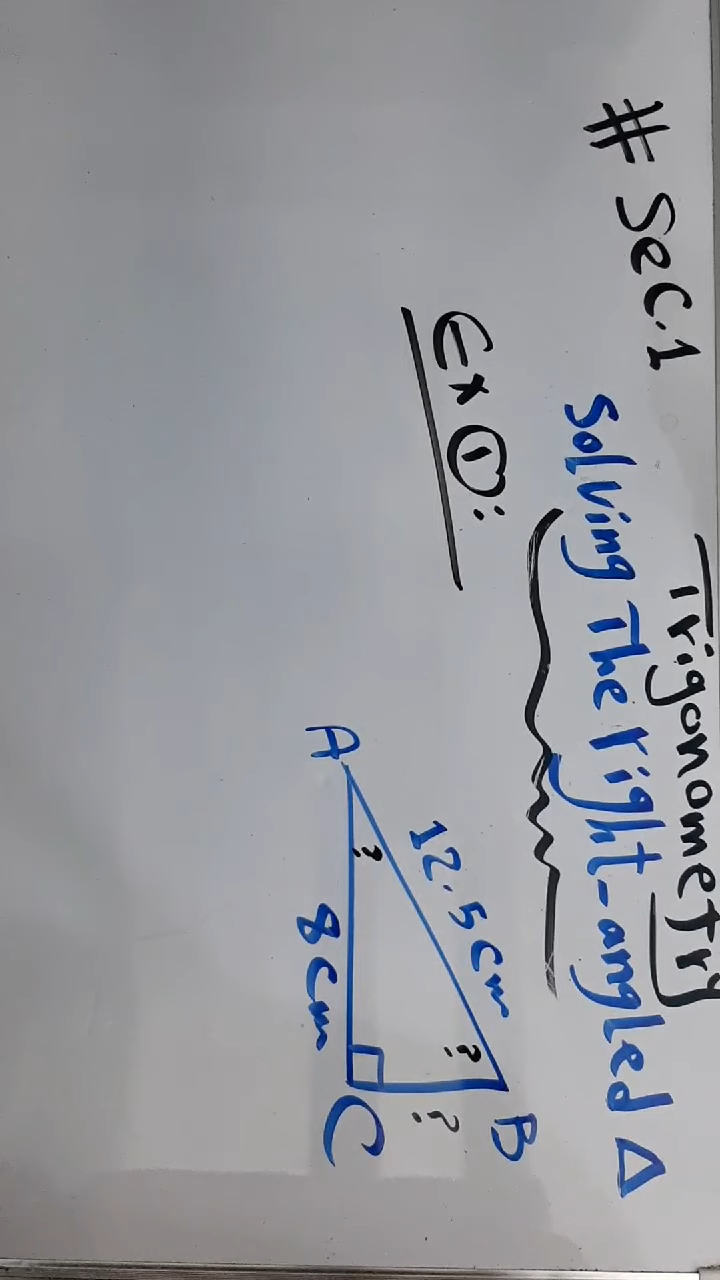 Trigonometry
# Sec.1
Solving The right-angled Δ
Ex ①:
A
12.5 cm
B
?
?
?
8 cm
C